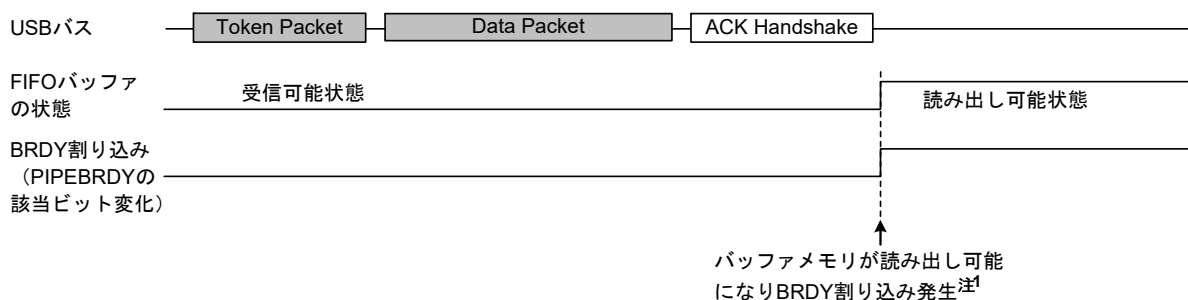 USBバス
Token Packet
Data Packet
ACK Handshake
FIFOバッファ
の状態
受信可能状態
読み出し可能状態
BRDY割り込み
（PIPEBRDYの
該当ビット変化）
バッファメモリが読み出し可能
になりBRDY割り込み発生注1